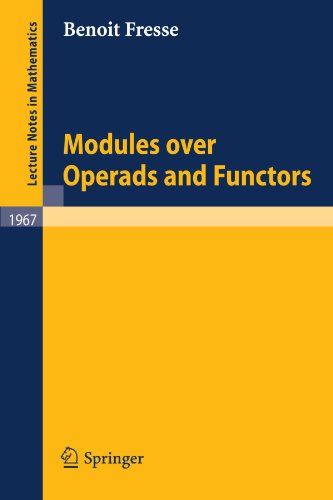 Benoit Fresse
Lecture Notes in Mathematics
Modules over
Operads and Functors
1967
Springer